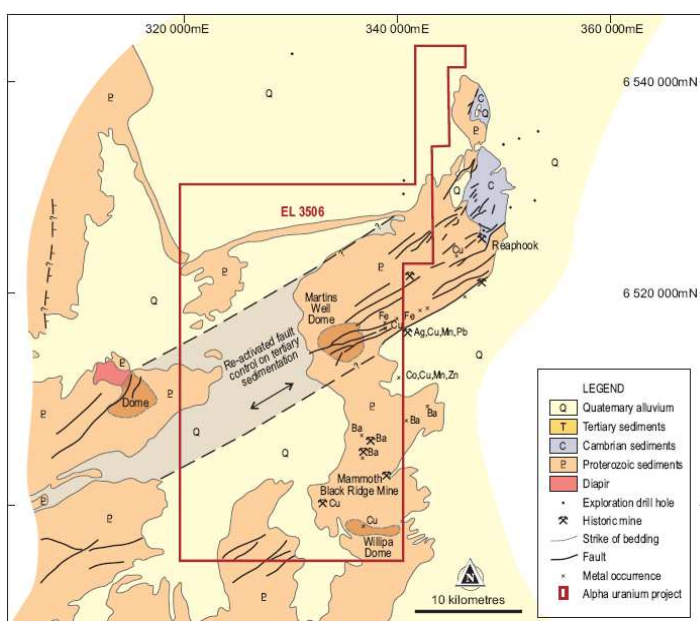 320 000mE
340 000mE
360 000mE
6 540 000mN
6 520 000mN
P
Q
C
Q
P
EL 3506
Q
Q
C
P
Reaphook
Cu
?
?
P
P
Q
Martins
Well
Dome
Re-activated fault
control on tertiary
sedimentation
Fe
Fe
Cu
Ag,Cu,Mn,Pb
Q
?
P
Dome
P
P
Co,Cu,Mn,Zn
P
Q
Ba
Ba
Ba
Ba
Ba
Q
Mammoth
Black Ridge Mine
Cu
P
P
P
Cu
Willipa
Dome
P
N
10 kilometres
LEGEND
Q Quaternary alluvium
T Tertiary sediments
C Cambrian sediments
P Proterozoic sediments
Diapir
Exploration drill hole
Historic mine
Strike of bedding
Fault
Metal occurrence
Alpha uranium project